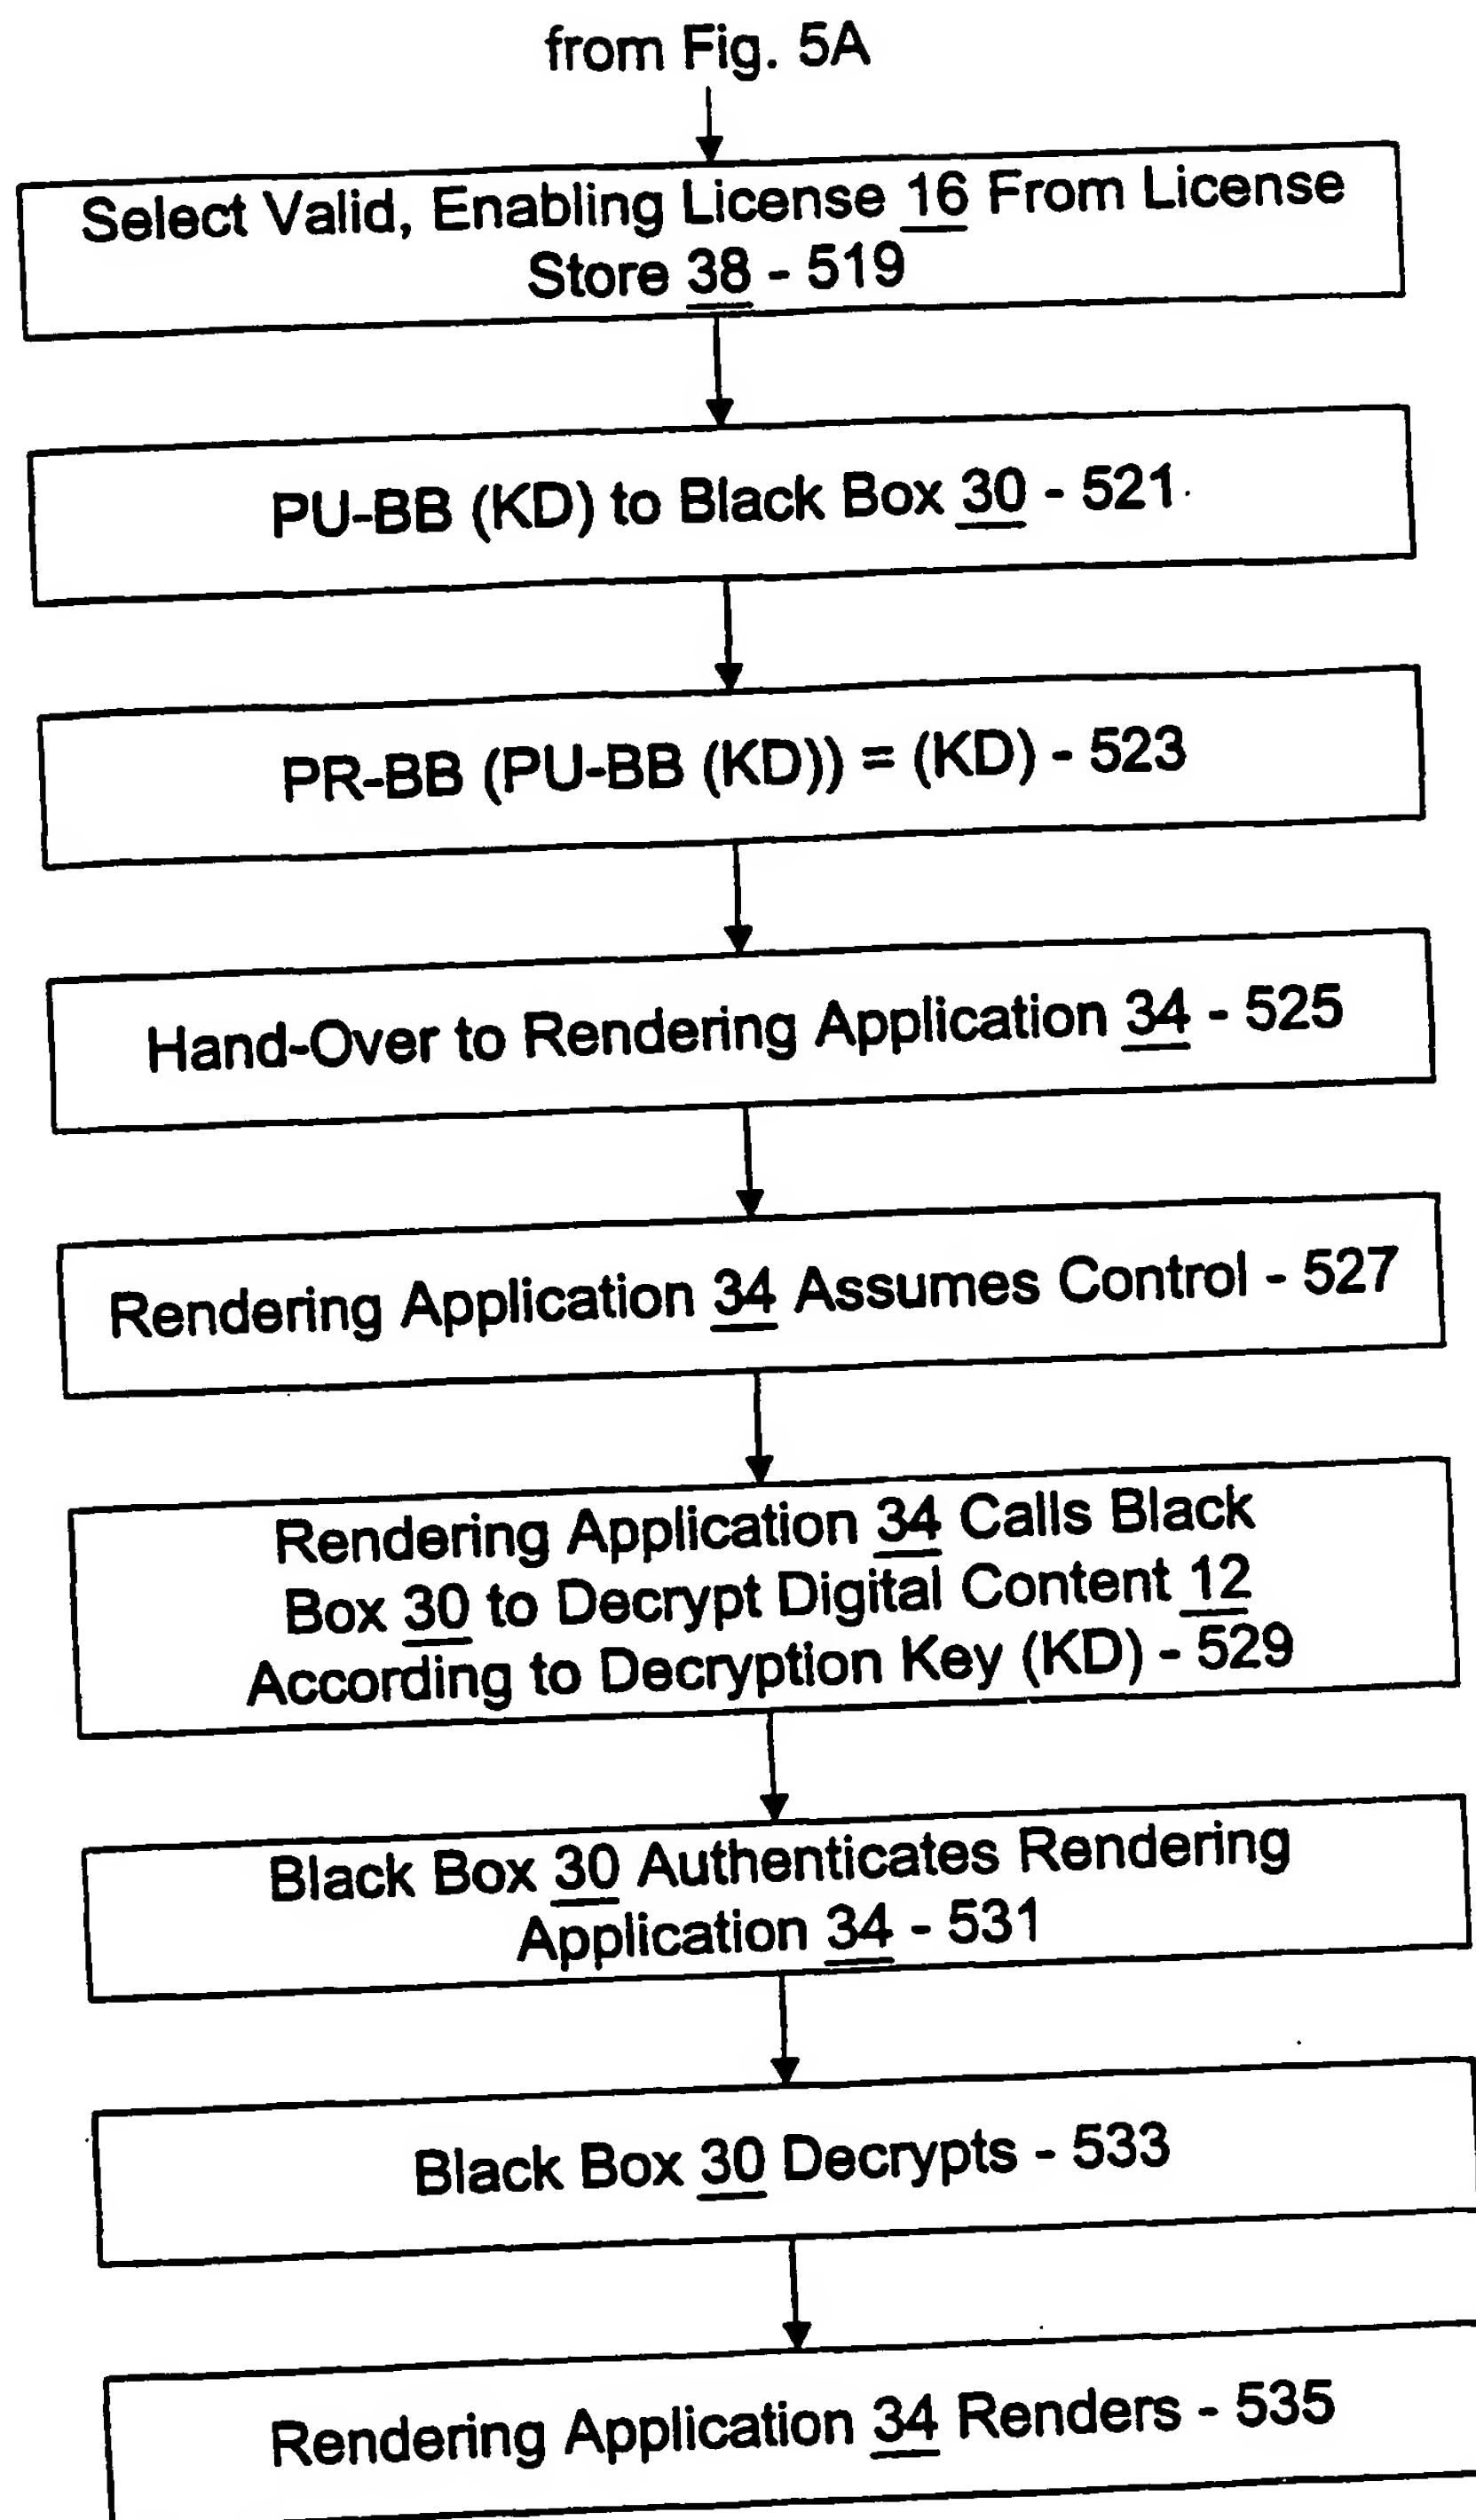 from Fig. 5A
Select Valid, Enabling License 16 From License
Store 38 - 519
PU-BB (KD) to Black Box 30 - 521
PR-BB (PU-BB (KD)) = (KD) - 523
Hand-Over to Rendering Application 34 - 525
Rendering Application 34 Assumes Control - 527
Rendering Application 34 Calls Black
Box 30 to Decrypt Digital Content 12
According to Decryption Key (KD) - 529
Black Box 30 Authenticates Rendering
Application 34 - 531
Black Box 30 Decrypts - 533
Rendering Application 34 Renders - 535